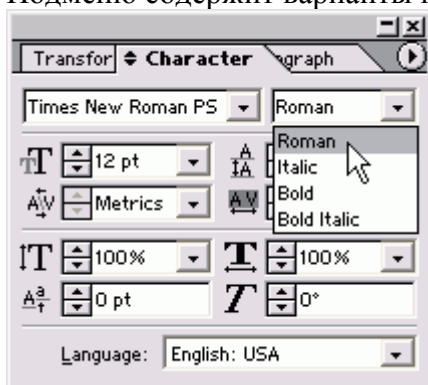 Подменю содержит варианты
Transfor Character agraph
Times New Roman PS Roman
Roman
Italic
Bold
Bold Italic
12 pt
Metrics
100% 100%
0 pt 0°
Language: English: USA